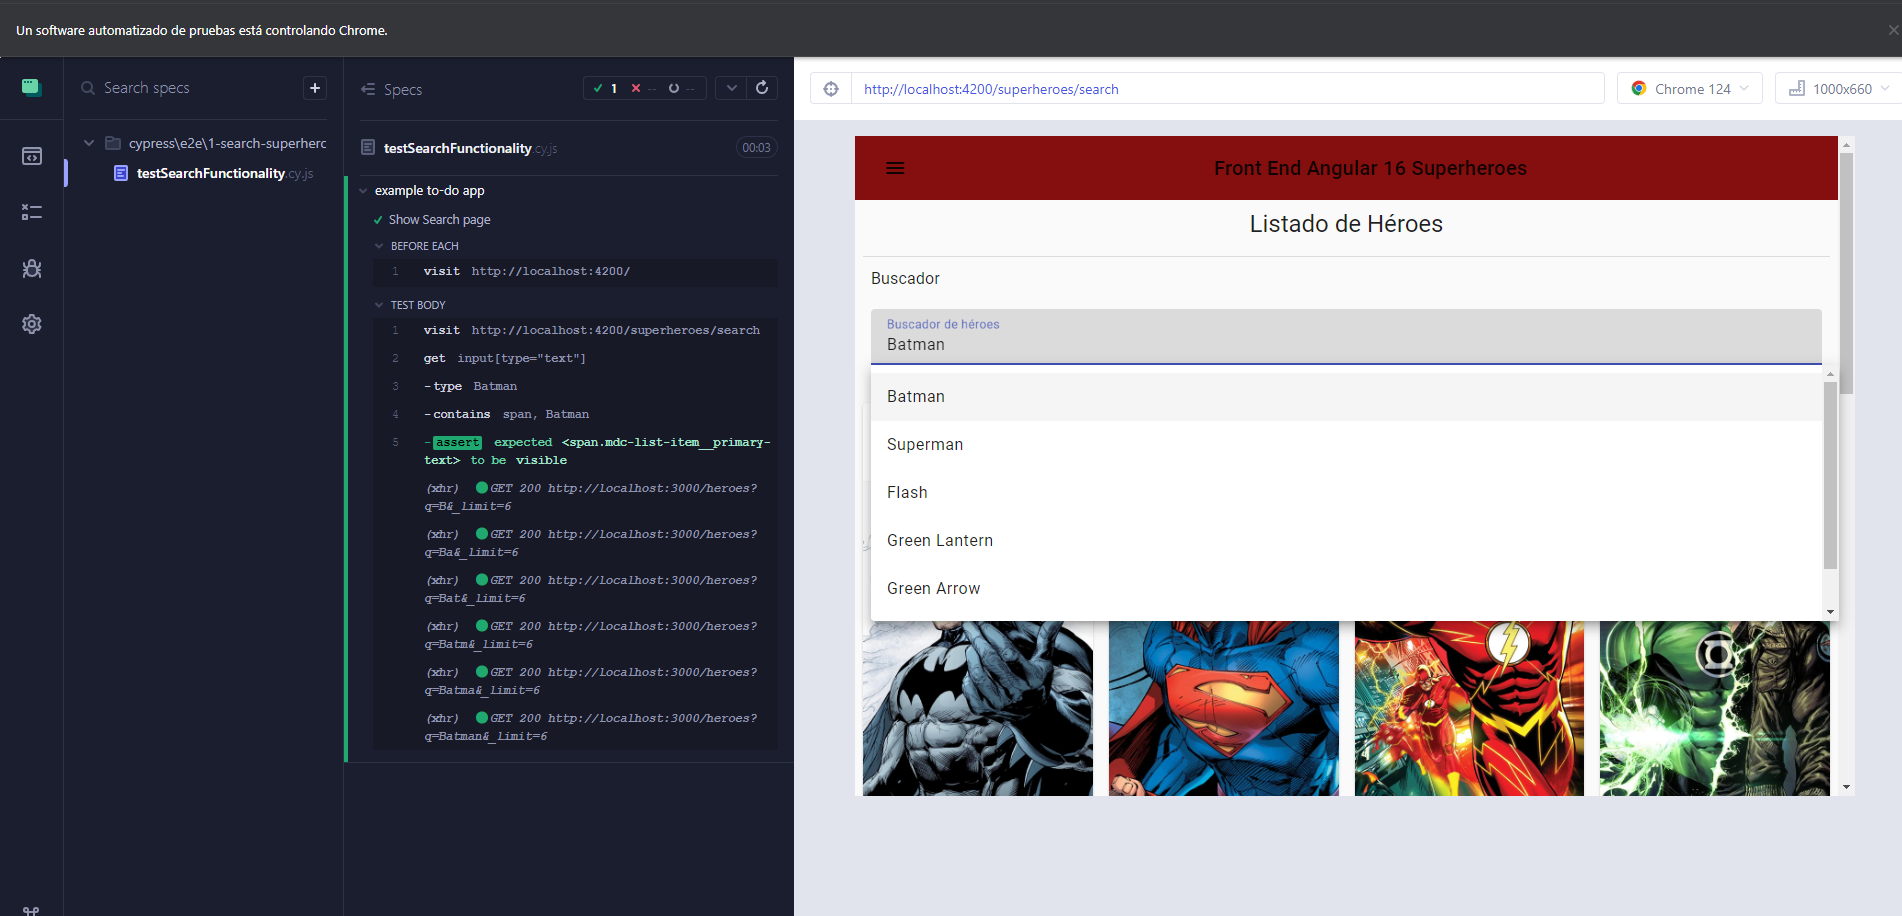 Un software automatizado de pruebas está controlando Chrome.
Search specs
+
cypress\e2e\1-search-superherc
testSearchFunctionality.cy.js
Specs
1
--
--
testSearchFunctionality.cy.js
00:03
example to-do app
Show Search page
BEFORE EACH
1 visit http://localhost:4200/
TEST BODY
1 visit http://localhost:4200/superheroes/search
2 get input[type="text"]
3 -type Batman
4 -contains span, Batman
5 -assert expected <span.mdc-list-item__primary-
text> to be visible
(xhr) GET 200 http://localhost:3000/heroes?
q=B&_limit=6
(xhr) GET 200 http://localhost:3000/heroes?
q=Ba&_limit=6
(xhr) GET 200 http://localhost:3000/heroes?
q=Bat&_limit=6
(xhr) GET 200 http://localhost:3000/heroes?
q=Batm&_limit=6
(xhr) GET 200 http://localhost:3000/heroes?
q=Batma&_limit=6
(xhr) GET 200 http://localhost:3000/heroes?
q=Batman&_limit=6
http://localhost:4200/superheroes/search
Chrome 124
1000x660
Front End Angular 16 Superheroes
Listado de Héroes
Buscador
Buscador de héroes
Batman
Batman
Superman
Flash
Green Lantern
Green Arrow